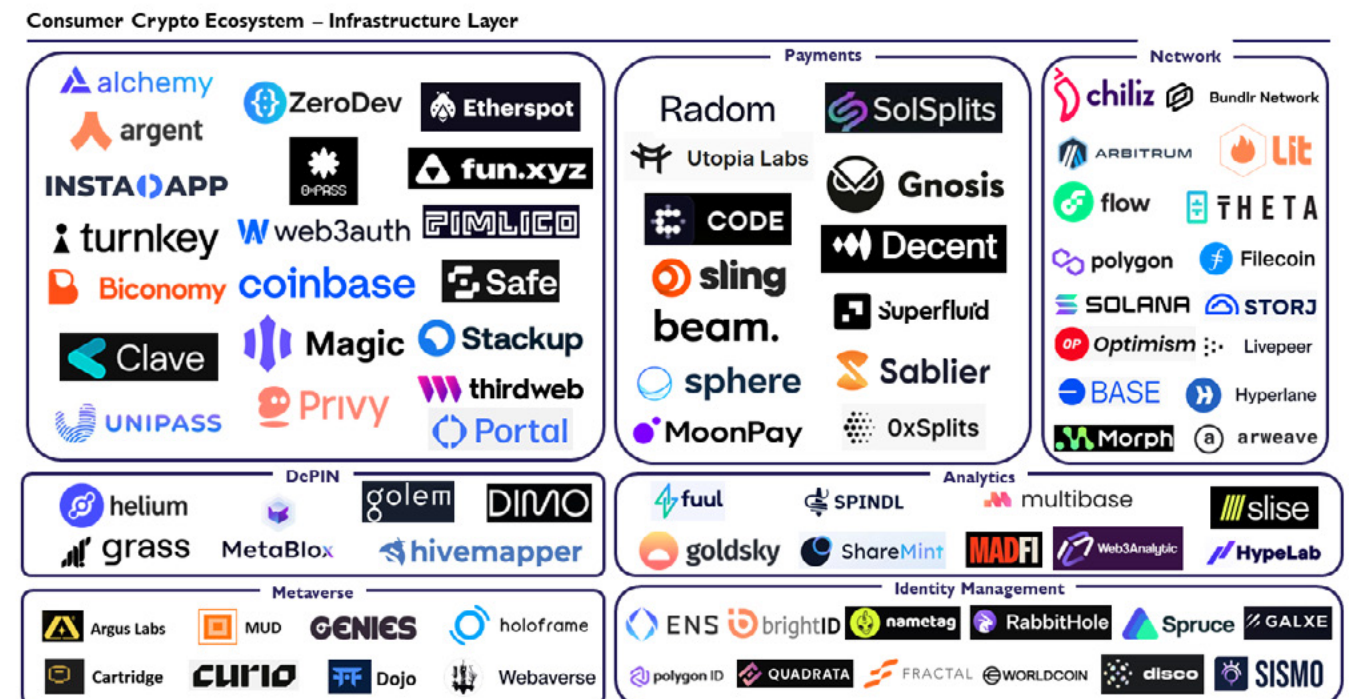 Consumer Crypto Ecosystem – Infrastructure Layer
alchemy
argent
INSTADAPP
turnkey
Biconomy
Clave
UNIPASS
ZeroDev
0xPASS
web3auth
coinbase
Magic
Privy
Etherspot
fun.xyz
PIMLICO
Safe
Stackup
thirdweb
Portal
Payments
Radom
Utopia Labs
CODE
sling
beam.
sphere
MoonPay
SolSplits
Gnosis
Decent
Superfluid
Sablier
0xSplits
Network
chiliz
Bundlr Network
ARBITRUM
Lit
flow
THETA
polygon
Filecoin
SOLANA
STORJ
OP
Optimism
Livepeer
BASE
Hyperlane
Morph
a
arweave
DePIN
helium
golem
DIMO
grass
MetaBlox
hivemapper
Analytics
fuul
SPINDL
multibase
slise
goldsky
ShareMint
MADFI
Web3Analytic
HypeLab
Metaverse
Argus Labs
MUD
GENIES
holoframe
Cartridge
CURIO
Dojo
Webaverse
Identity Management
ENS
brightID
nametag
RabbitHole
Spruce
GALXE
polygon ID
QUADRATA
FRACTAL
WORLDCOIN
disco
SISMO